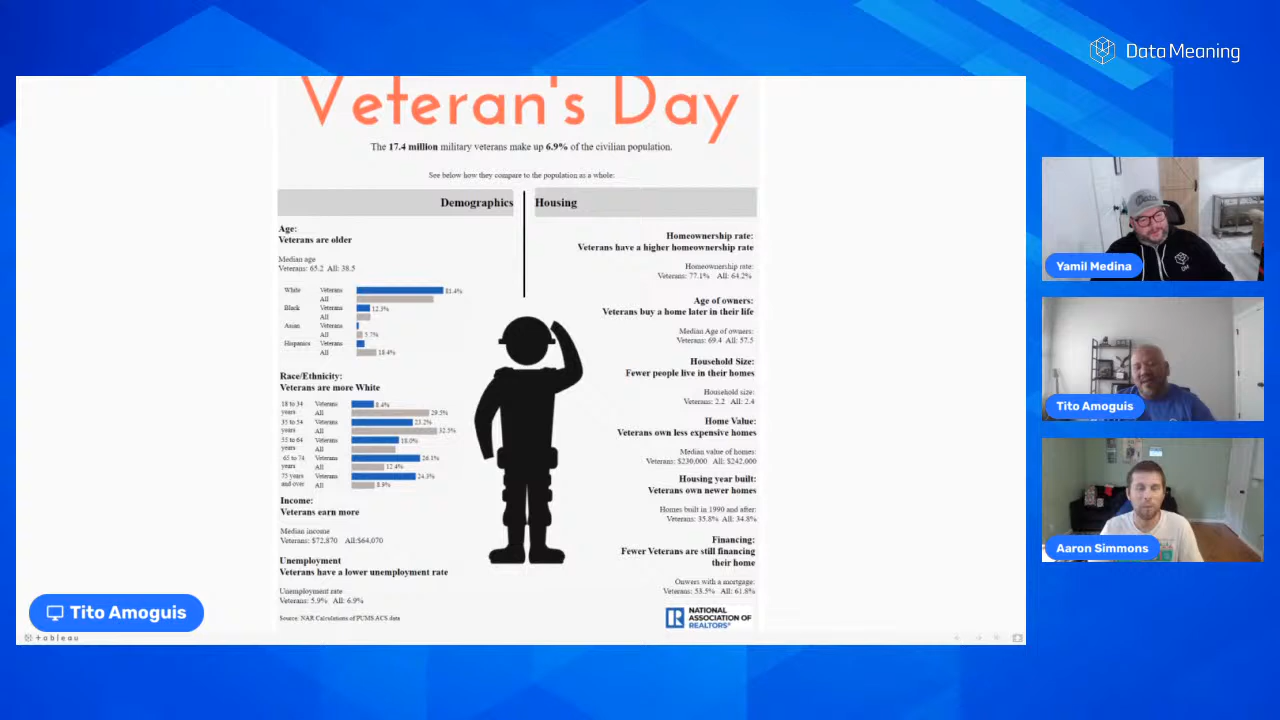 Data Meaning
Veteran's Day
The 17.4 million military veterans make up 6.9% of the civilian population.
See below how they compare to the population as a whole:
Demographics
Housing
Age:
Veterans are older
Median age
Veterans: 65.2 All: 38.5
White Veterans 81.4%
All
Black Veterans 12.3%
All
Asian Veterans
All 5.7%
Hispanics Veterans
All 18.4%
Race/Ethnicity:
Veterans are more White
18 to 34 years Veterans 8.4%
All 29.5%
35 to 54 years Veterans 23.2%
All 32.5%
55 to 64 years Veterans 18.0%
All
65 to 74 years Veterans 26.1%
All 12.4%
75 years and over Veterans 24.3%
All 8.9%
Income:
Veterans earn more
Median income
Veterans: $72,870 All:$64,070
Unemployment
Veterans have a lower unemployment rate
Unemployment rate
Veterans: 5.9% All: 6.9%
Source: NAR Calculations of PUMS ACS data
Homeownership rate:
Veterans have a higher homeownership rate
Homeownership rate:
Veterans: 77.1% All: 64.2%
Age of owners:
Veterans buy a home later in their life
Median Age of owners:
Veterans: 69.4 All: 57.5
Household Size:
Fewer people live in their homes
Household size:
Veterans: 2.2 All: 2.4
Home Value:
Veterans own less expensive homes
Median value of homes:
Veterans: $230,000 All: $242,000
Housing year built:
Veterans own newer homes
Homes built in 1990 and after:
Veterans: 35.8% All: 34.8%
Financing:
Fewer Veterans are still financing
their home
Onwers with a mortgage:
Veterans: 53.5% All: 61.8%
NATIONAL
ASSOCIATION OF
REALTORS®
Tito Amoguis
tableau
Yamil Medina
Tito Amoguis
Aaron Simmons